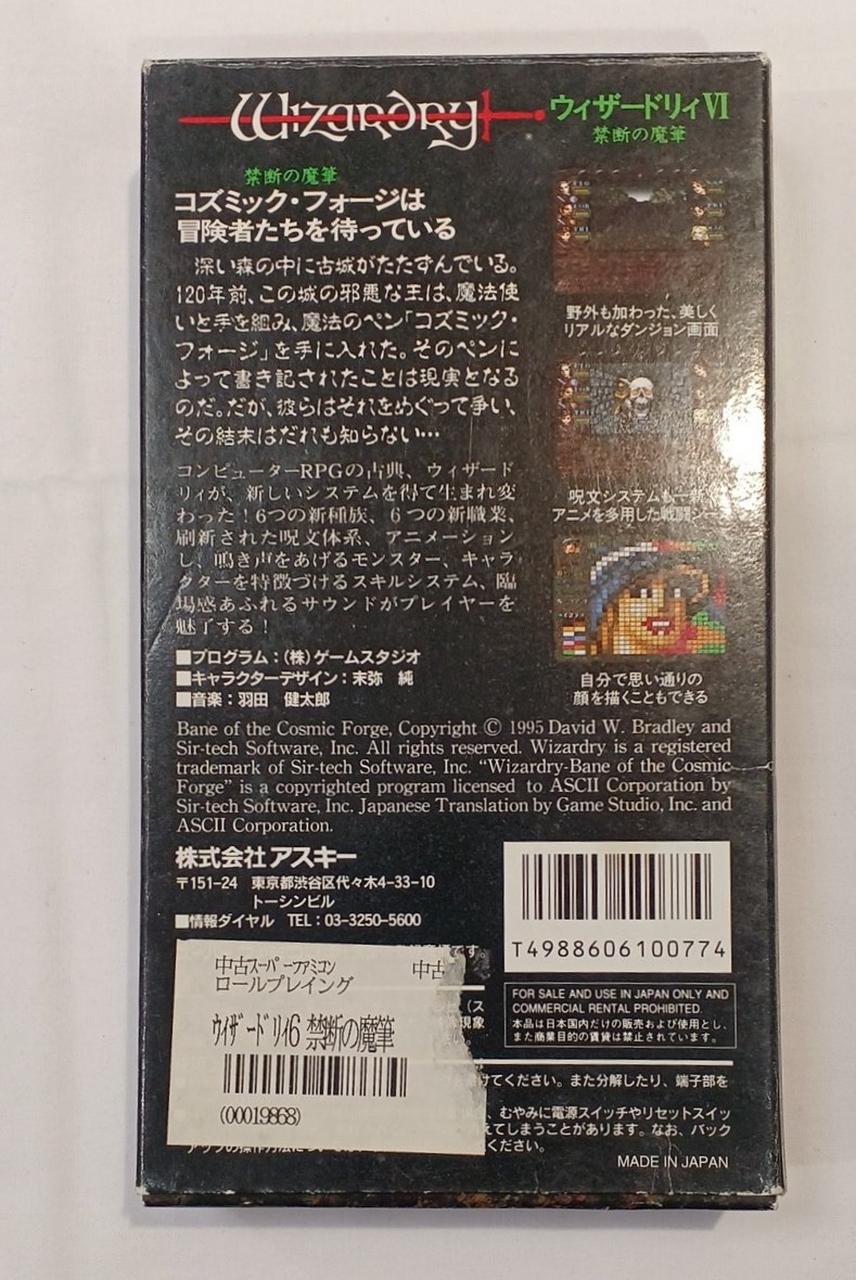 Wizardry
ウィザードリィVI
禁断の魔筆
禁断の魔筆
コズミック・フォージは
冒険者たちを待っている
深い森の中に古城がたたずんでいる。
120年前、この城の邪悪な王は、魔法使
いと手を組み、魔法のペン「コズミック・
フォージ」を手に入れた。そのペンに
よって書き記されたことは現実となる
のだ。だが、彼らはそれをめぐって争い、
その結末はだれも知らない…
コンピューターRPGの古典、ウィザード
リィが、新しいシステムを得て生まれ変
わった！6つの新種族、6つの新職業、
刷新された呪文体系、アニメーション
し、鳴き声をあげるモンスター、キャラ
クターを特徴づけるスキルシステム、臨
場感あふれるサウンドがプレイヤーを
魅了する！
野外も加わった、美しく
リアルなダンジョン画面
呪文システムも一新
アニメを多用した戦闘シー
自分で思い通りの
顔を描くこともできる
■プログラム：(株)ゲームスタジオ
■キャラクターデザイン：末弥 純
■音楽：羽田 健太郎
Bane of the Cosmic Forge, Copyright © 1995 David W. Bradley and
Sir-tech Software, Inc. All rights reserved. Wizardry is a registered
trademark of Sir-tech Software, Inc. “Wizardry-Bane of the Cosmic
Forge” is a copyrighted program licensed to ASCII Corporation by
Sir-tech Software, Inc. Japanese Translation by Game Studio, Inc. and
ASCII Corporation.
株式会社アスキー
〒151-24 東京都渋谷区代々木4-33-10
トーシンビル
■情報ダイヤル TEL：03-3250-5600
T4988606100774
FOR SALE AND USE IN JAPAN ONLY AND
COMMERCIAL RENTAL PROHIBITED.
本品は日本国内だけの販売および使用とし、
また商業目的の賃貸は禁止されています。
中古スーパーファミコン 中古
ロールプレイング
ウィザードリィ6 禁断の魔筆
(00019868)
です。
(ス
現象
けてください。また分解したり、端子部を
、むやみに電源スイッチやリセットスイッ
えてしまうことがあります。なお、バック
ください。
MADE IN JAPAN